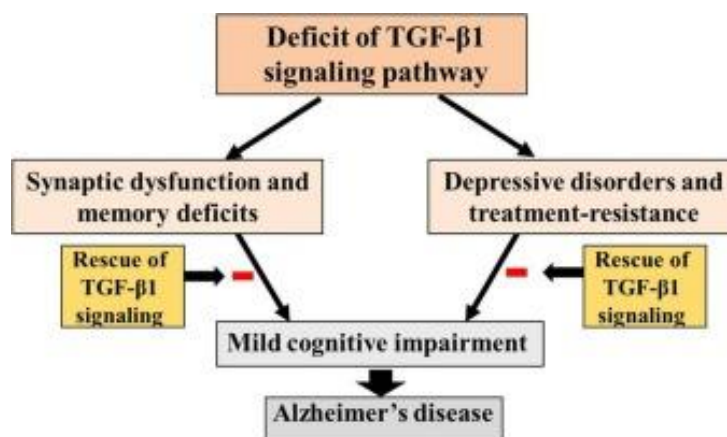 Deficit of TGF-β1
signaling pathway
Synaptic dysfunction and
memory deficits
Depressive disorders and
treatment-resistance
Rescue of
TGF-β1
signaling
Rescue of
TGF-β1
signaling
Mild cognitive impairment
Alzheimer's disease